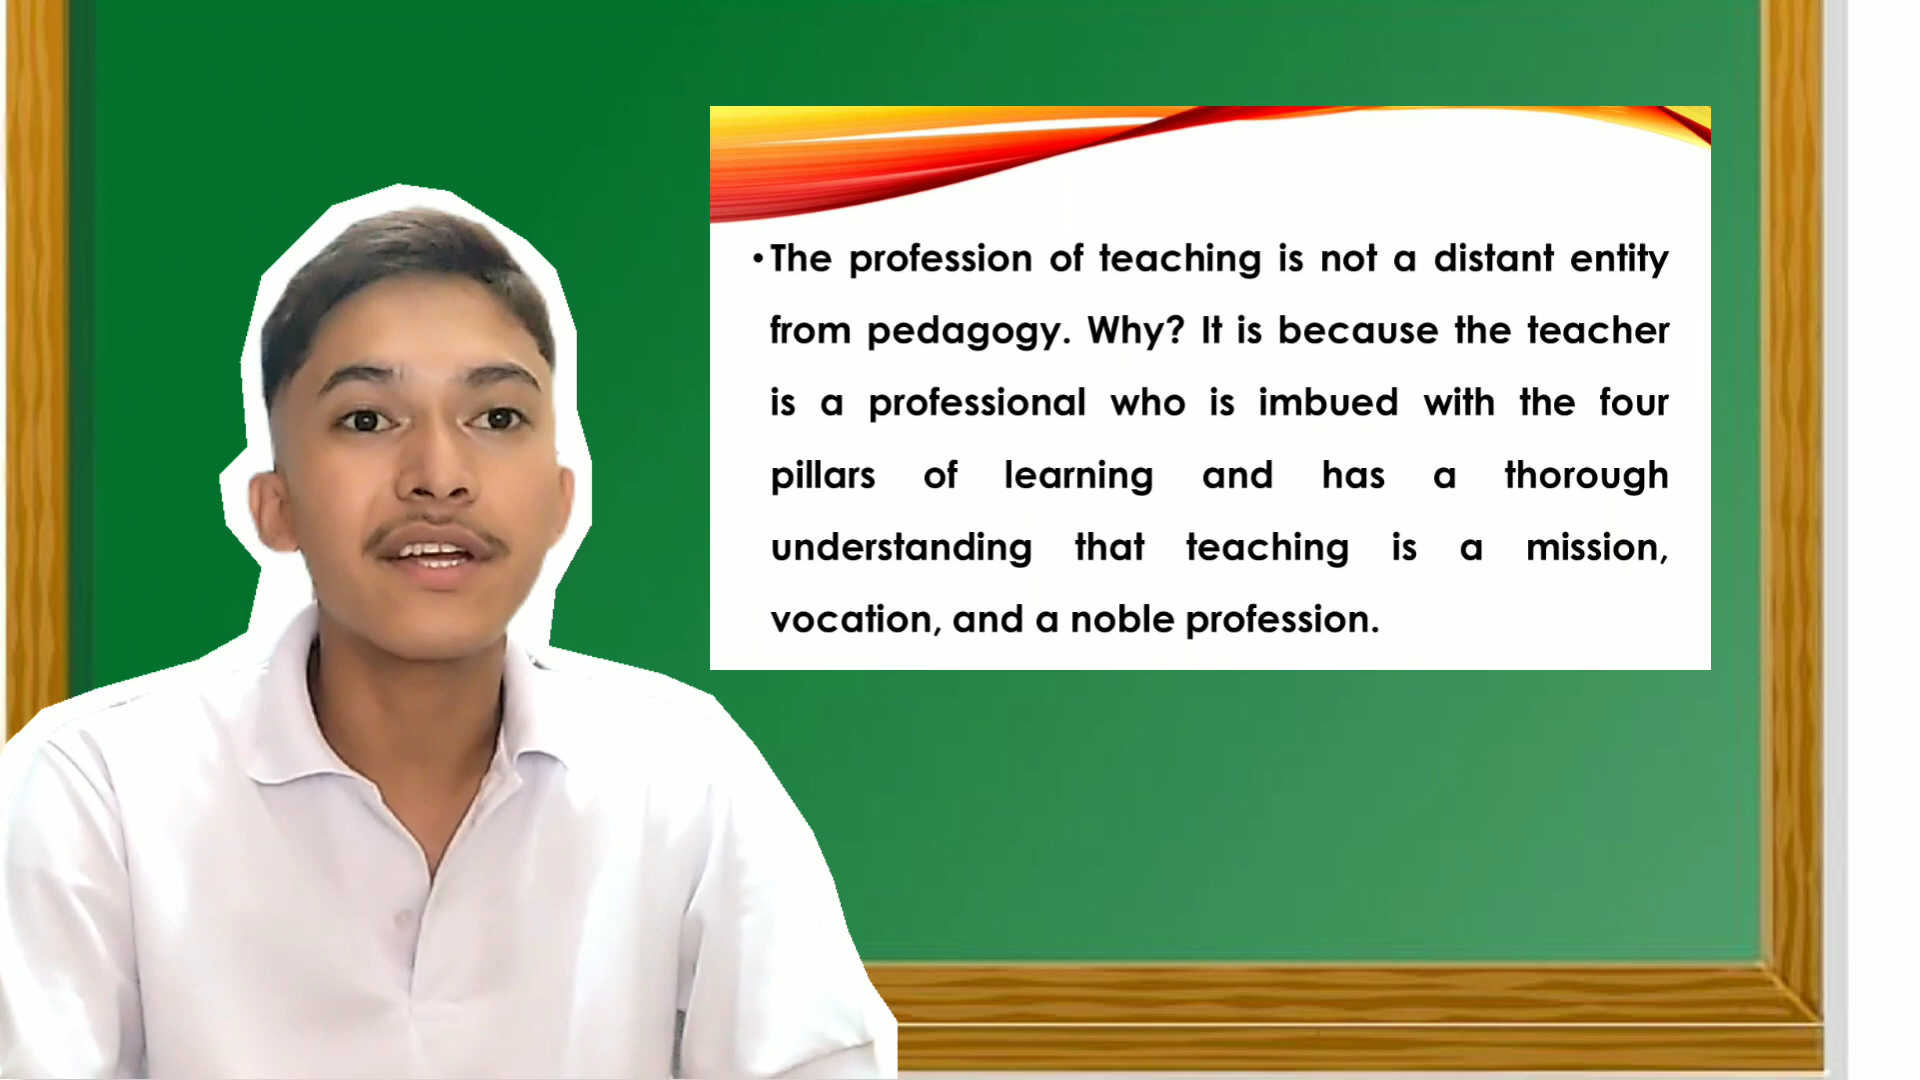 •The profession of teaching is not a distant entity
from pedagogy. Why? It is because the teacher
is a professional who is imbued with the four
pillars of learning and has a thorough
understanding that teaching is a mission,
vocation, and a noble profession.